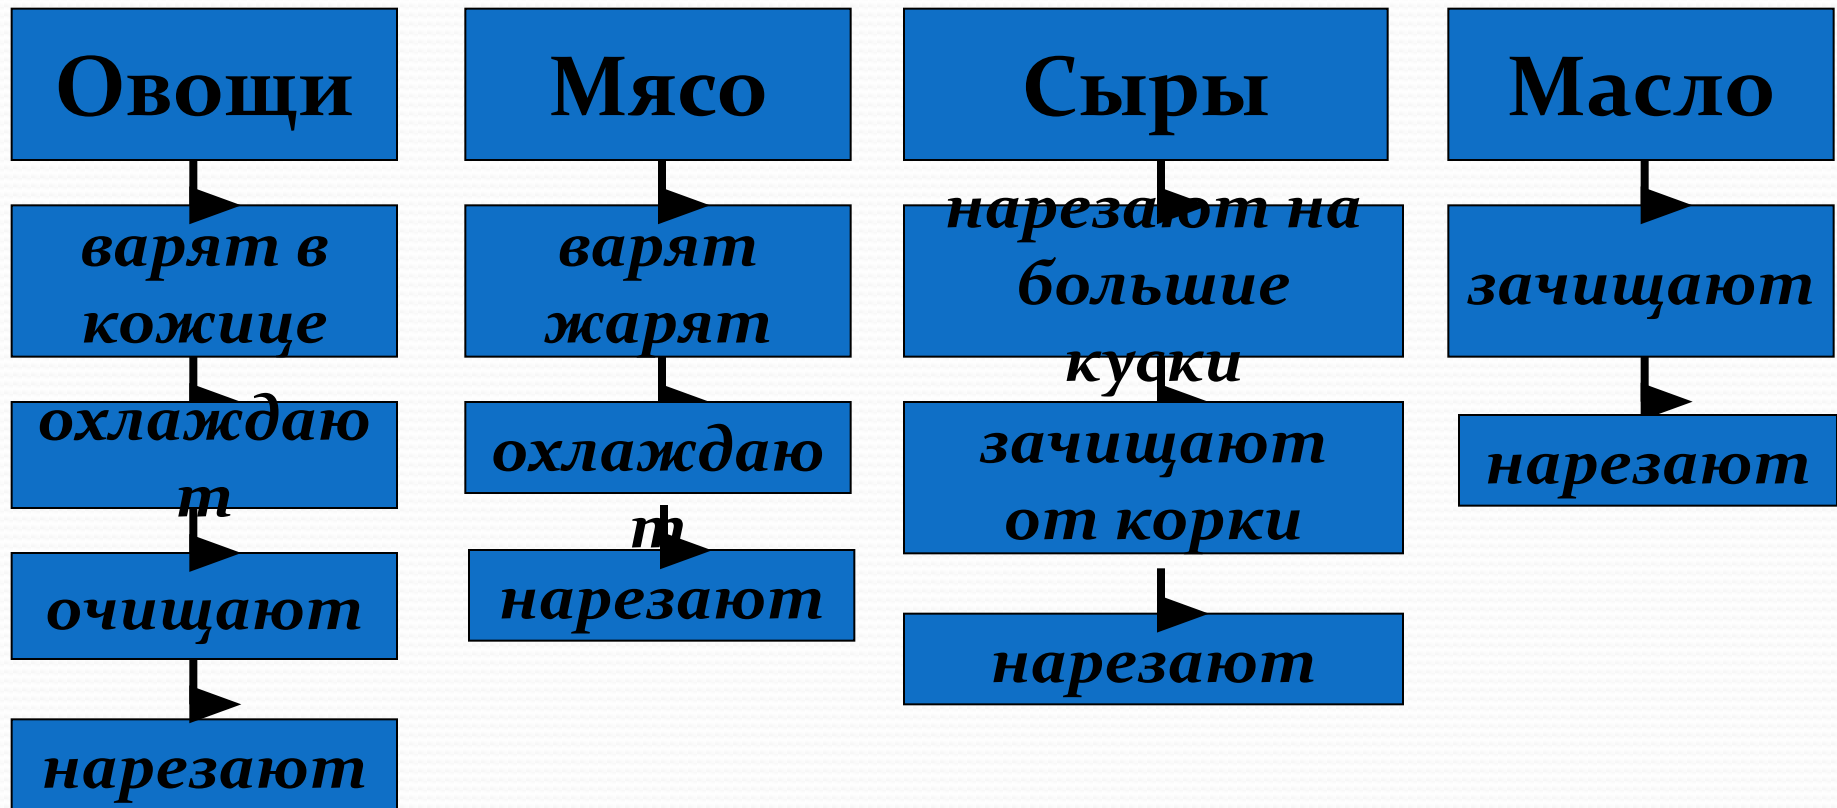 Овощи
варят в
кожице
охлаждаю
т
очищают
нарезают
Мясо
варят
жарят
охлаждаю
т
нарезают
Сыры
нарезают на
большие
куски
зачищают
от корки
нарезают
Масло
зачищают
нарезают